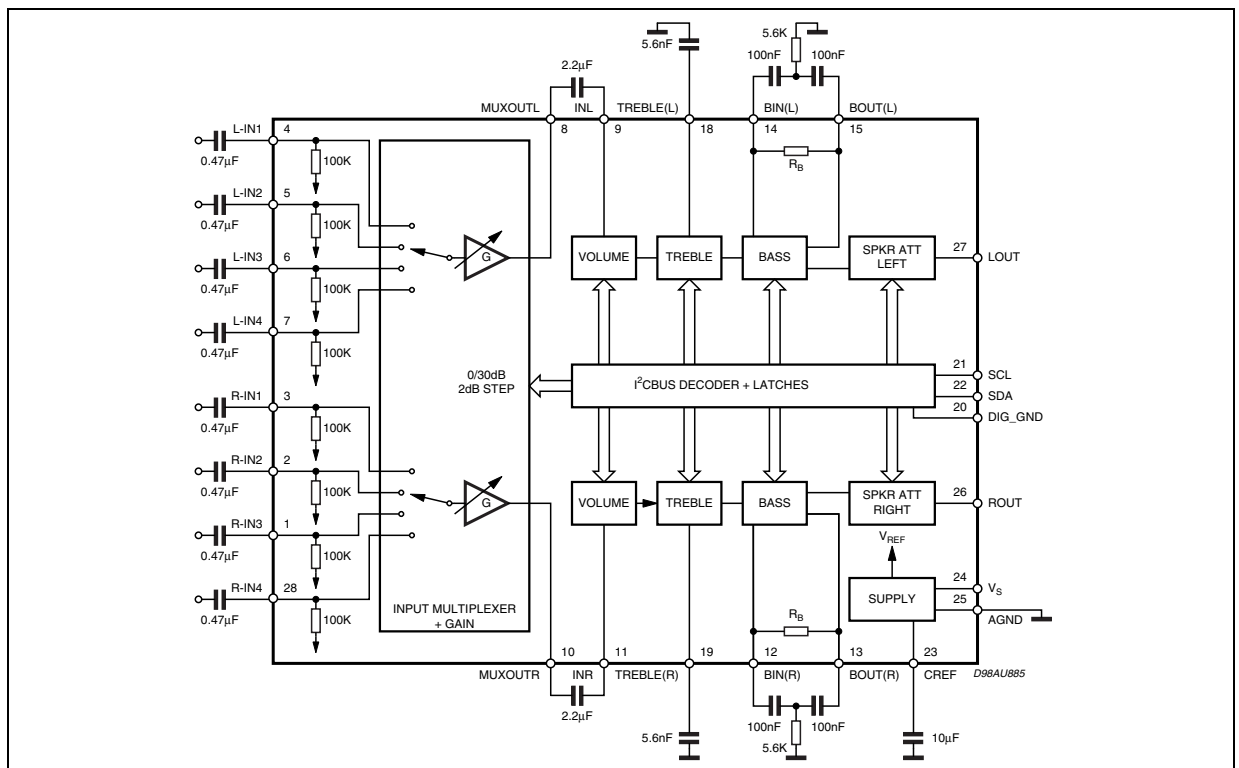 5.6nF
5.6K
100nF 100nF
2.2µF
MUXOUTL INL TREBLE(L) BIN(L) BOUT(L)
8 9 18 14 15
L-IN1 4
0.47µF 100K
RB
L-IN2 5
0.47µF 100K
L-IN3 6
0.47µF 100K
G
VOLUME TREBLE BASS
SPKR ATT
LEFT
27 LOUT
L-IN4 7
0.47µF 100K
0/30dB
2dB STEP
I²CBUS DECODER + LATCHES
21 SCL
22 SDA
20 DIG_GND
R-IN1 3
0.47µF 100K
R-IN2 2
0.47µF 100K
G
VOLUME TREBLE BASS
SPKR ATT
RIGHT
26 ROUT
R-IN3 1
0.47µF 100K
VREF
R-IN4 28
0.47µF 100K
INPUT MULTIPLEXER
+ GAIN
SUPPLY
24 VS
25 AGND
RB
10 11 19 12 13 23
MUXOUTR INR TREBLE(R) BIN(R) BOUT(R) CREF D98AU885
2.2µF
100nF 100nF
5.6nF
5.6K
10µF